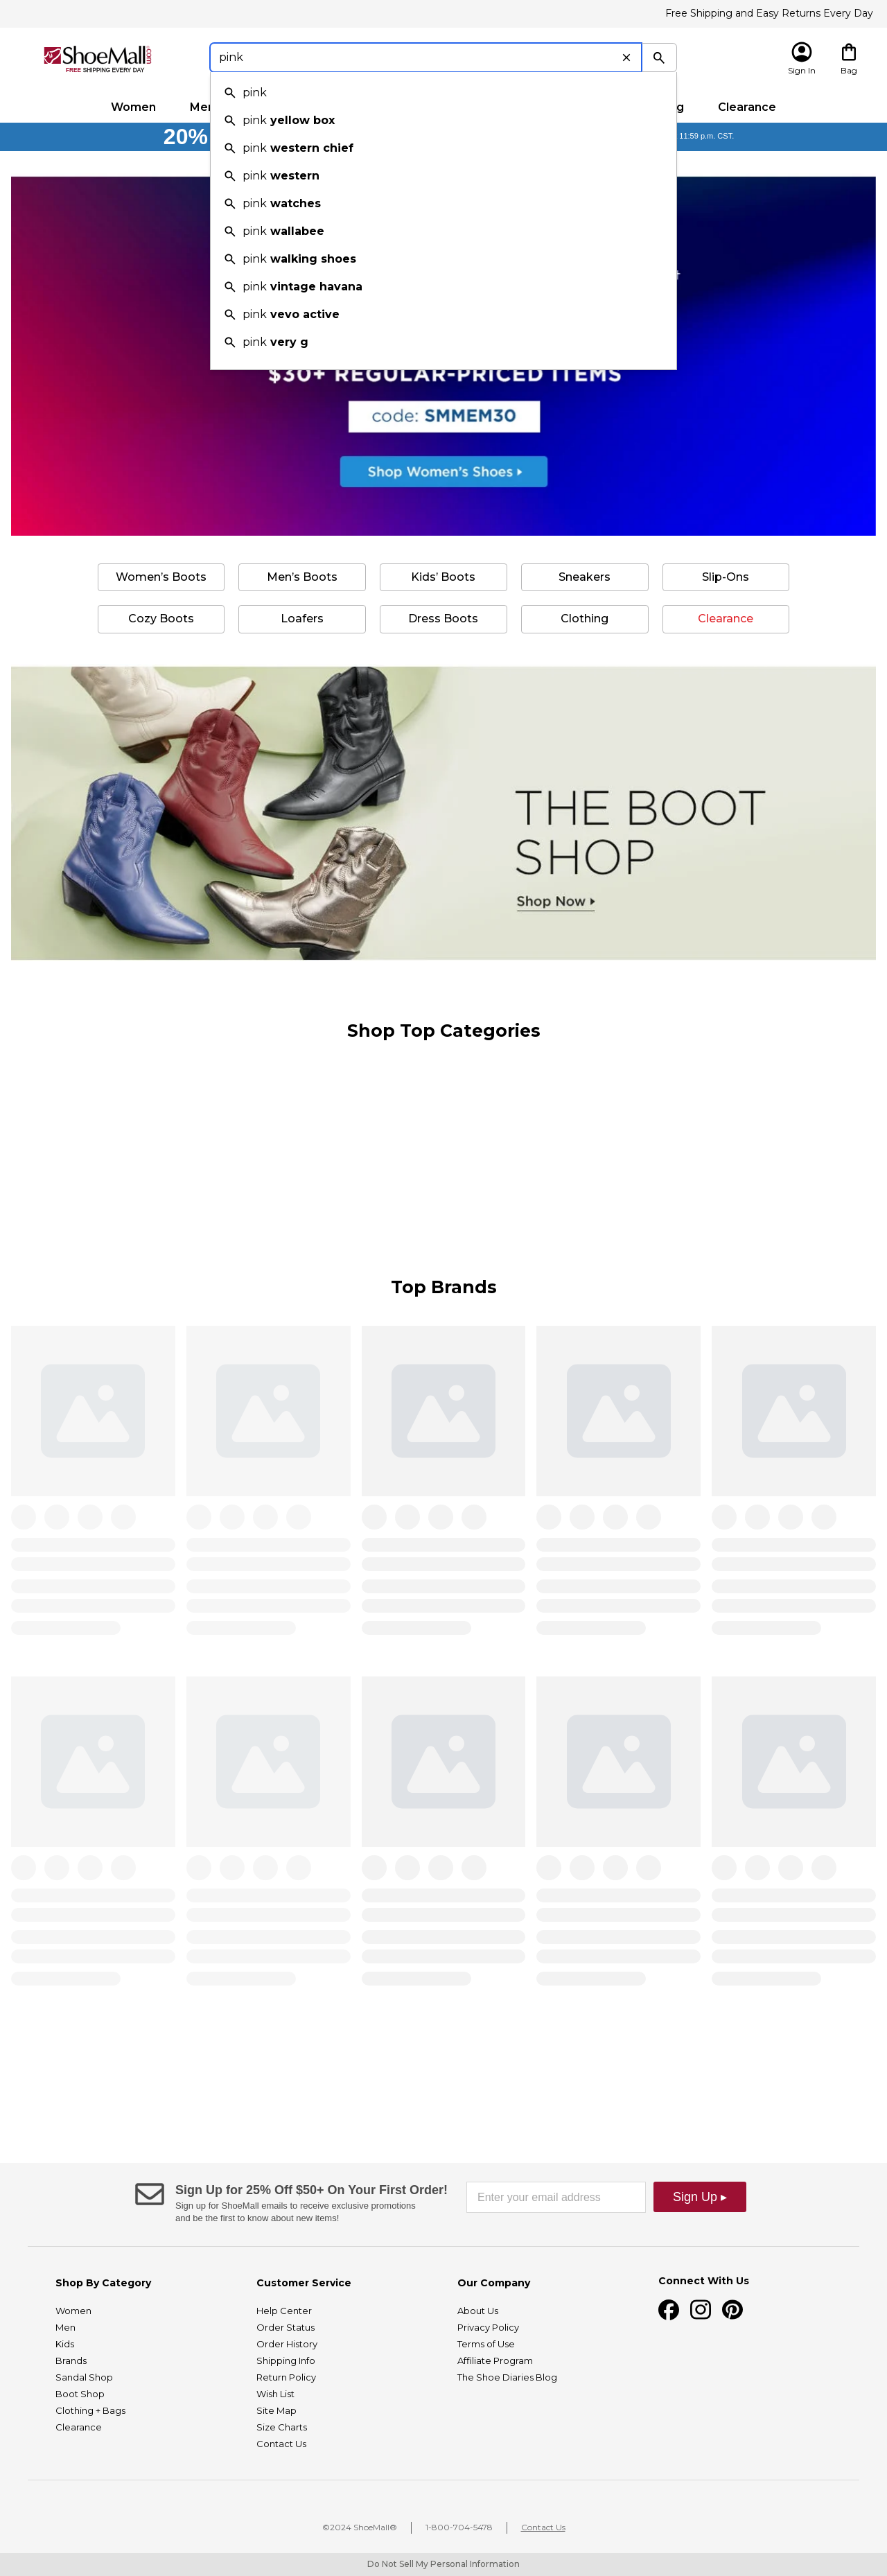 Free Shipping and Easy Returns Every Day
ShoeMall.com
FREE SHIPPING EVERY DAY
pink
Sign In
Bag
Women
Clearance
20%
11:59 p.m. CST.
pink
pink yellow box
pink western chief
pink western
pink watches
pink wallabee
pink walking shoes
pink vintage havana
pink vevo active
pink very g
$30+ REGULAR-PRICED ITEMS
code: SMMEM30
Shop Women's Shoes
Women's Boots
Men's Boots
Kids' Boots
Sneakers
Slip-Ons
Cozy Boots
Loafers
Dress Boots
Clothing
Clearance
THE BOOT
SHOP
Shop Now
Shop Top Categories
Top Brands
Sign Up for 25% Off $50+ On Your First Order!
Sign up for ShoeMall emails to receive exclusive promotions
and be the first to know about new items!
Enter your email address
Sign Up ▸
Shop By Category
Women
Men
Kids
Brands
Sandal Shop
Boot Shop
Clothing + Bags
Clearance
Customer Service
Help Center
Order Status
Order History
Shipping Info
Return Policy
Wish List
Site Map
Size Charts
Contact Us
Our Company
About Us
Privacy Policy
Terms of Use
Affiliate Program
The Shoe Diaries Blog
Connect With Us
©2024 ShoeMall®
1-800-704-5478
Contact Us
Do Not Sell My Personal Information